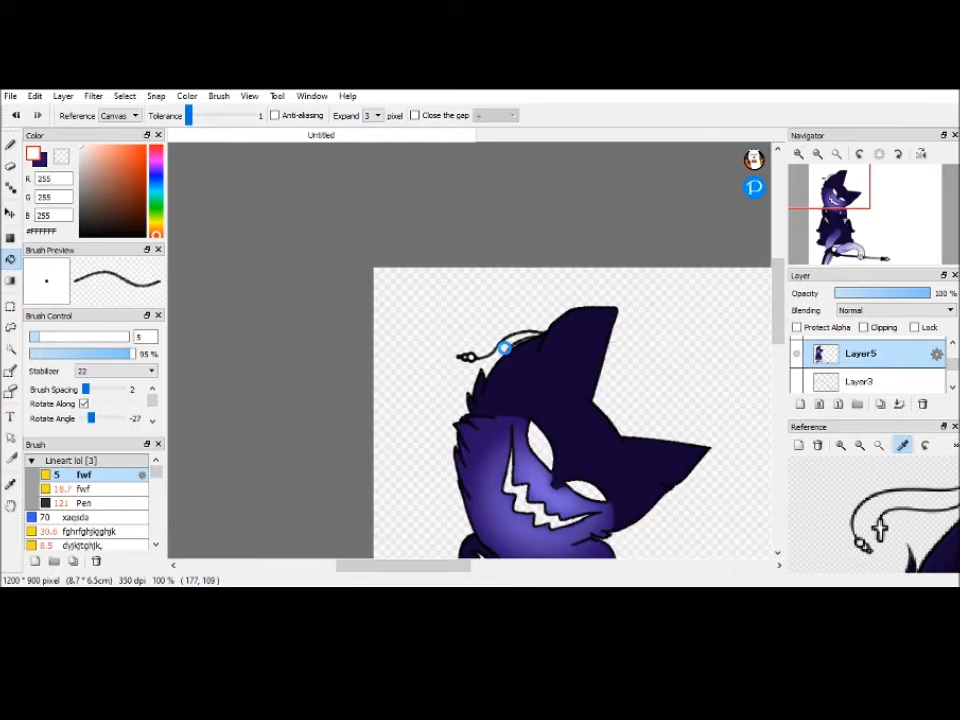 File Edit Layer Filter Select Snap Color Brush View Tool Window Help
Reference Canvas Tolerance 1 Anti-aliasing Expand 3 pixel Close the gap +
Color
Untitled
Navigator
R 255
G 255
B 255
#FFFFFF
Brush Preview
Brush Control
5
95 %
Stabilizer 22
Brush Spacing 2
Rotate Along
Rotate Angle -27
Brush
Lineart lol [3]
5 fwf
18.7 fwf
121 Pen
70 xaqsda
30.6 fghrfghjkgghjk
8.5 dyjkjtghjk,
Layer
Opacity 100 %
Blending Normal
Protect Alpha Clipping Lock
Layer5
Layer3
Reference
1200 * 900 pixel (8.7 * 6.5cm) 350 dpi 100 % ( 177, 109 )